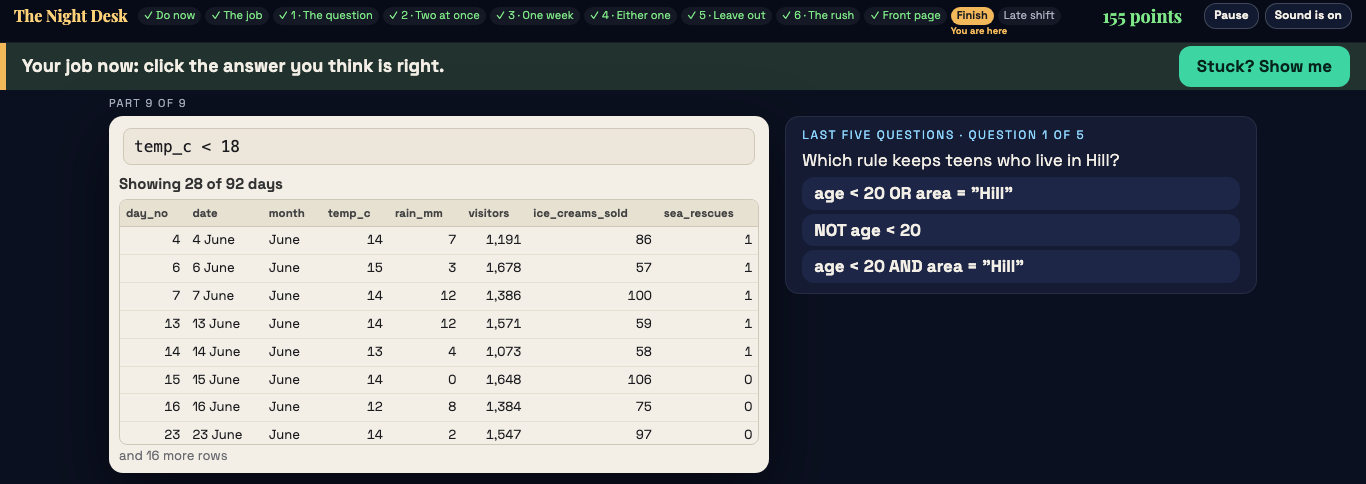 The Night Desk ✓ Do now ✓ The job ✓ 1 · The question ✓ 2 · Two at once ✓ 3 · One week ✓ 4 · Either one ✓ 5 · Leave out ✓ 6 · The rush ✓ Front page Finish Late shift 155 points Pause Sound is on
You are here
Your job now: click the answer you think is right. Stuck? Show me
PART 9 OF 9
temp_c < 18
Showing 28 of 92 days
day_no date month temp_c rain_mm visitors ice_creams_sold sea_rescues
4 4 June June 14 7 1,191 86 1
6 6 June June 15 3 1,678 57 1
7 7 June June 14 12 1,386 100 1
13 13 June June 14 12 1,571 59 1
14 14 June June 13 4 1,073 58 1
15 15 June June 14 0 1,648 106 0
16 16 June June 12 8 1,384 75 0
23 23 June June 14 2 1,547 97 0
and 16 more rows
LAST FIVE QUESTIONS · QUESTION 1 OF 5
Which rule keeps teens who live in Hill?
age < 20 OR area = "Hill"
NOT age < 20
age < 20 AND area = "Hill"